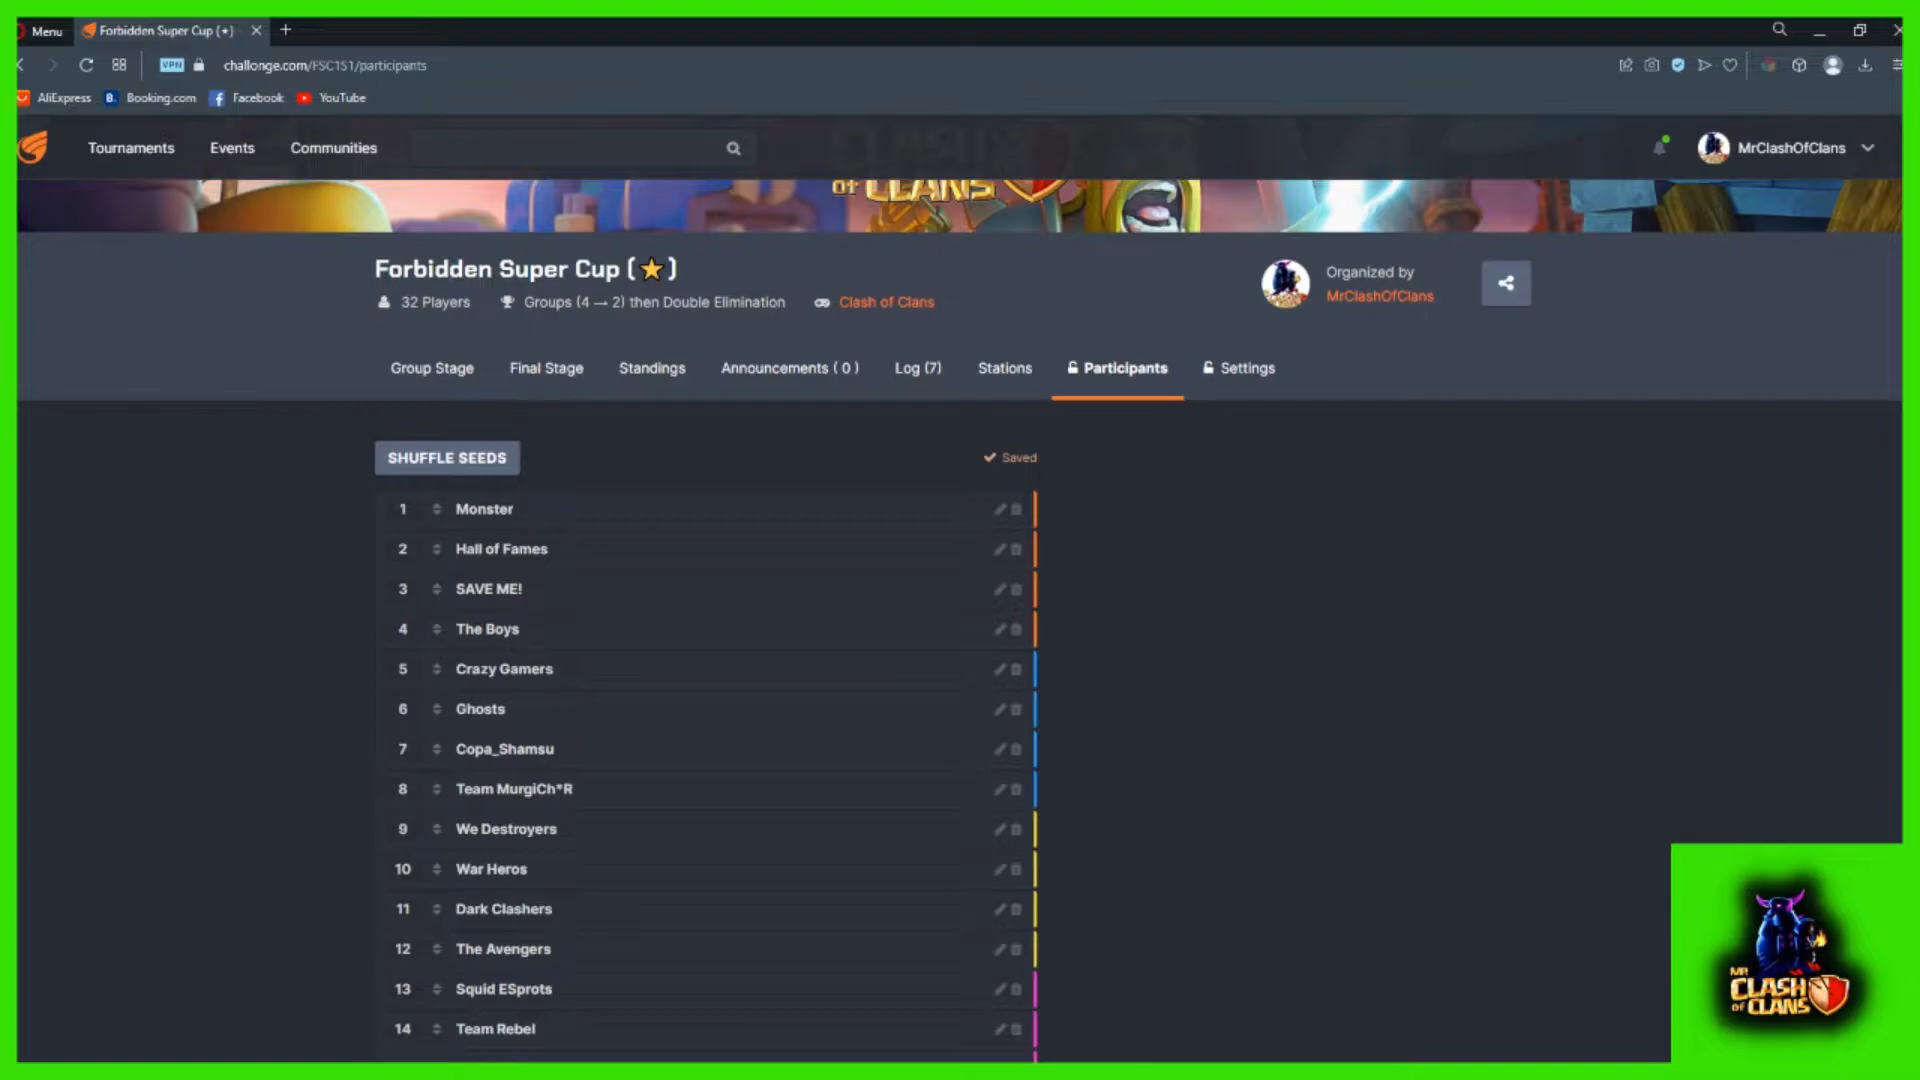 Menu
Forbidden Super Cup (★)
VPN
challonge.com/FSC1S1/participants
AliExpress
B. Booking.com
Facebook
YouTube
Tournaments
Events
Communities
MrClashOfClans
OF CLANS
Forbidden Super Cup (⭐)
32 Players
Groups (4 → 2) then Double Elimination
Clash of Clans
Organized by
MrClashOfClans
Group Stage
Final Stage
Standings
Announcements ( 0 )
Log (7)
Stations
Participants
Settings
SHUFFLE SEEDS
Saved
1 Monster
2 Hall of Fames
3 SAVE ME!
4 The Boys
5 Crazy Gamers
6 Ghosts
7 Copa_Shamsu
8 Team MurgiCh*R
9 We Destroyers
10 War Heros
11 Dark Clashers
12 The Avengers
13 Squid ESprots
14 Team Rebel
MR
CLASH
OF CLANS